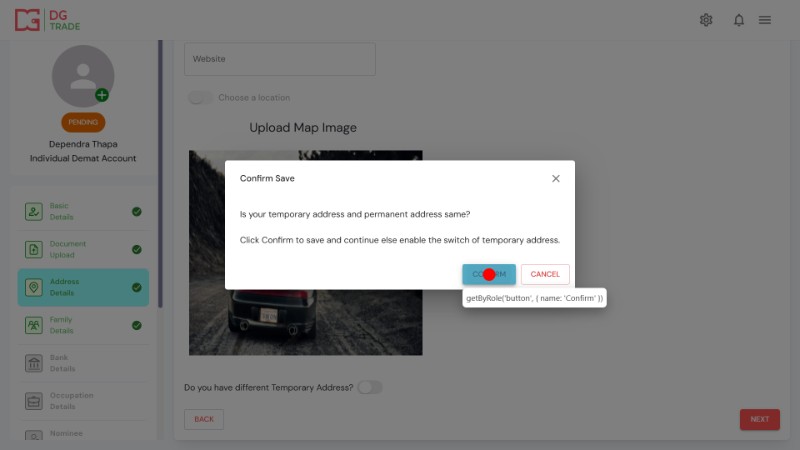 DG
TRADE
PENDING
Dependra Thapa
Individual Demat Account
Basic
Details
Document
Upload
Address
Details
Family
Details
Bank
Details
Occupation
Details
Nominee
Website
Choose a location
Upload Map Image
Confirm Save
Is your temporary address and permanent address same?
Click Confirm to save and continue else enable the switch of temporary address.
CANCEL
getByRole('button', { name: 'Confirm' })
Do you have different Temporary Address?
BACK
NEXT